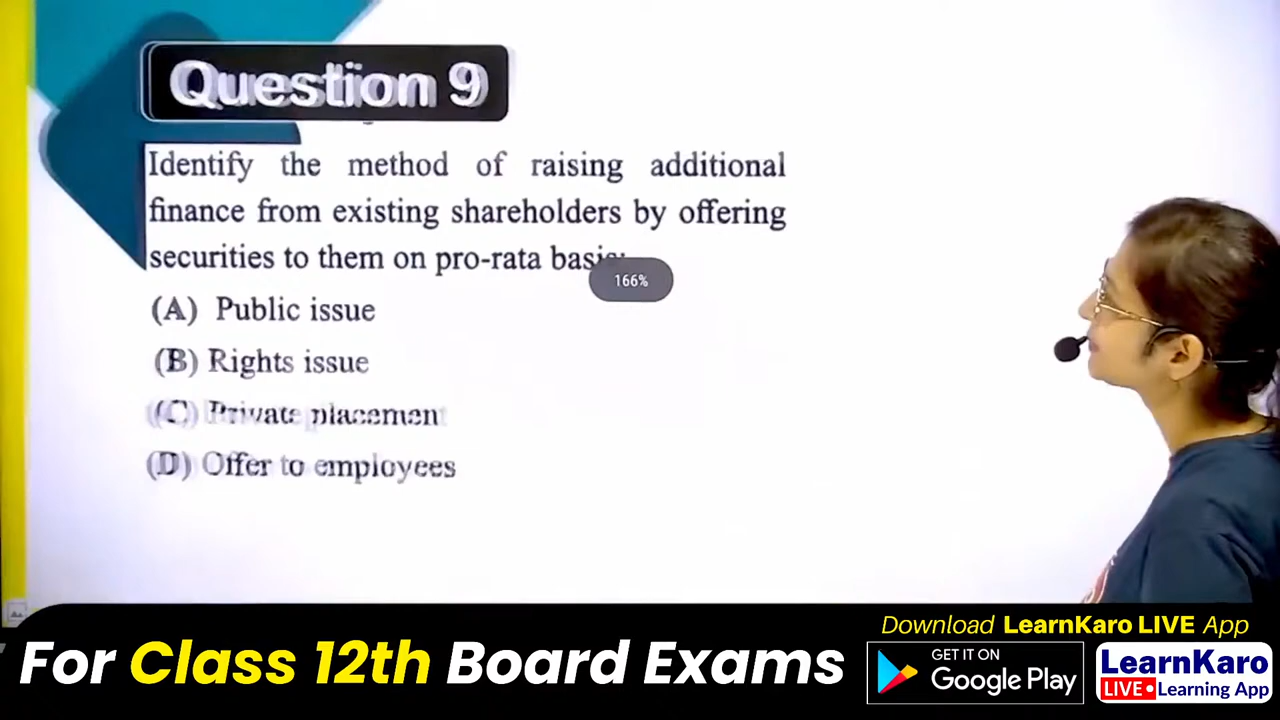 Question 9
Identify the method of raising additional
finance from existing shareholders by offering
securities to them on pro-rata basis:
166%
(A) Public issue
(B) Rights issue
(C) Private placement
(D) Offer to employees
For Class 12th Board Exams
Download LearnKaro LIVE App
GET IT ON
Google Play
LearnKaro
LIVE • Learning App